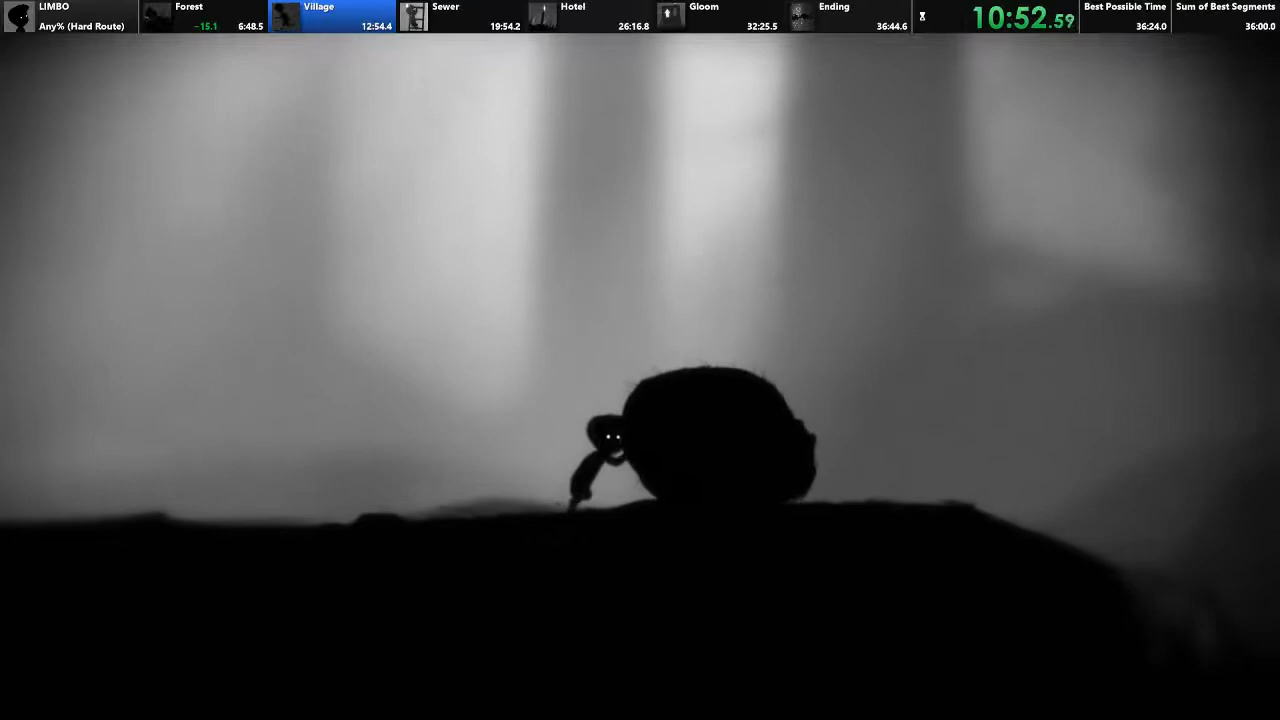 LIMBO
Any% (Hard Route)
Forest
−15.1 6:48.5
Village
12:54.4
Sewer
19:54.2
Hotel
26:16.8
Gloom
32:25.5
Ending
36:44.6
10:52.59
Best Possible Time
36:24.0
Sum of Best Segments
36:00.0